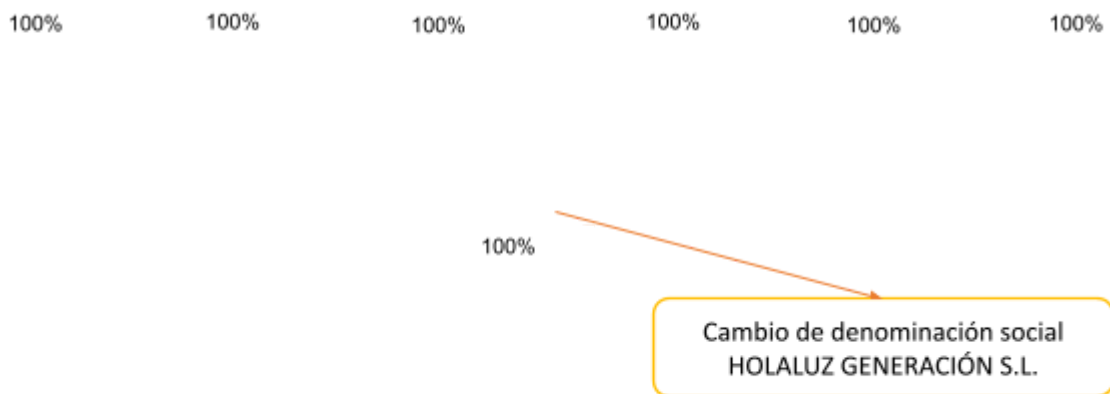 100% 100% 100% 100% 100% 100%
100%
Cambio de denominación social
HOLALUZ GENERACIÓN S.L.